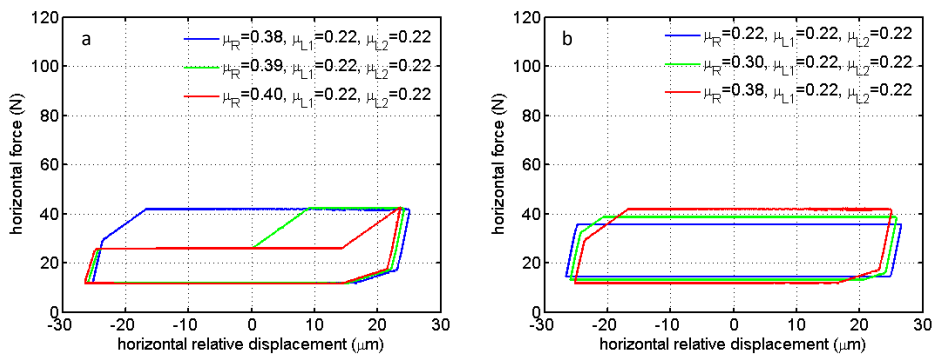 a
μR=0.38, μL1=0.22, μL2=0.22
μR=0.39, μL1=0.22, μL2=0.22
μR=0.40, μL1=0.22, μL2=0.22
120
100
80
60
40
20
0
-30 -20 -10 0 10 20 30
horizontal force (N)
horizontal relative displacement (μm)
b
μR=0.22, μL1=0.22, μL2=0.22
μR=0.30, μL1=0.22, μL2=0.22
μR=0.38, μL1=0.22, μL2=0.22
120
100
80
60
40
20
0
-30 -20 -10 0 10 20 30
horizontal force (N)
horizontal relative displacement (μm)